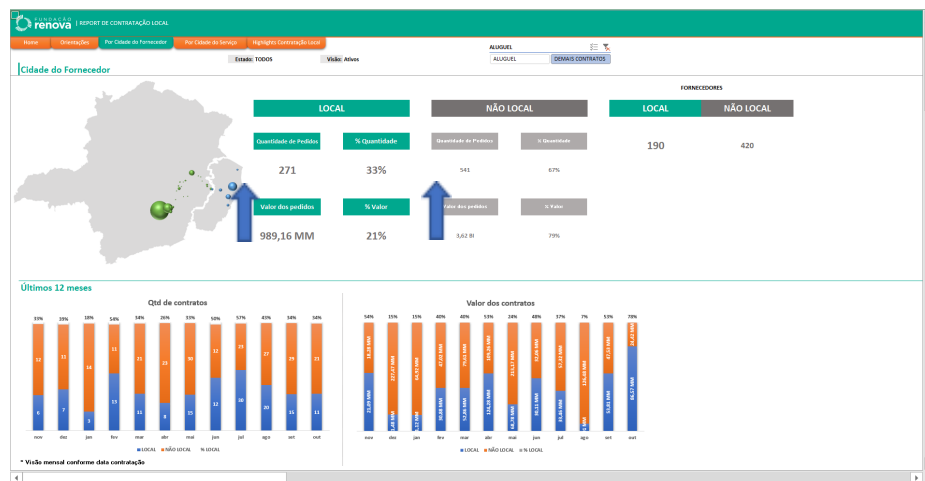 FUNDAÇÃO
renova | REPORT DE CONTRATAÇÃO LOCAL
Home Orientações Por Cidade do Fornecedor Por Cidade do Serviço Highlights Contratação Local
ALUGUEL
Estado: TODOS Visão: Ativos ALUGUEL DEMAIS CONTRATOS
Cidade do Fornecedor
FORNECEDORES
LOCAL NÃO LOCAL LOCAL NÃO LOCAL
Quantidade de Pedidos % Quantidade Quantidade de Pedidos % Quantidade
190 420
271 33% 541 67%
Valor dos pedidos % Valor Valor dos pedidos % Valor
989,16 MM 21% 3,62 BI 79%
Últimos 12 meses
Qtd de contratos
33% 39% 18% 54% 34% 26% 33% 50% 57% 43% 34% 34%
12 11 14 11 21 23 30 12 23 27 29 21
6 7 3 13 11 8 15 12 30 20 15 11
nov dez jan fev mar abr mai jun jul ago set out
LOCAL NÃO LOCAL % LOCAL
Valor dos contratos
54% 15% 15% 40% 40% 53% 24% 48% 37% 7% 53% 78%
nov dez jan fev mar abr mai jun jul ago set out
LOCAL NÃO LOCAL % LOCAL
* Visão mensal conforme data contratação